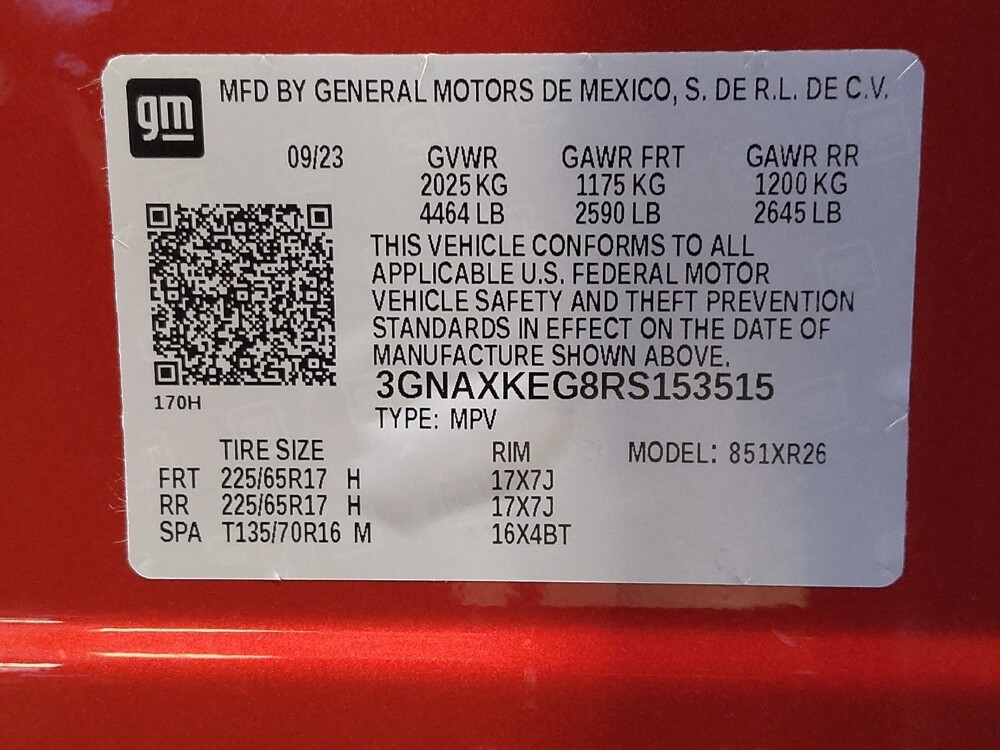 gm
MFD BY GENERAL MOTORS DE MEXICO, S. DE R.L. DE C.V.
09/23 GVWR GAWR FRT GAWR RR
2025 KG 1175 KG 1200 KG
4464 LB 2590 LB 2645 LB
THIS VEHICLE CONFORMS TO ALL
APPLICABLE U.S. FEDERAL MOTOR
VEHICLE SAFETY AND THEFT PREVENTION
STANDARDS IN EFFECT ON THE DATE OF
MANUFACTURE SHOWN ABOVE.
3GNAXKEG8RS153515
170H
TYPE: MPV
TIRE SIZE RIM MODEL: 851XR26
FRT 225/65R17 H 17X7J
RR 225/65R17 H 17X7J
SPA T135/70R16 M 16X4BT